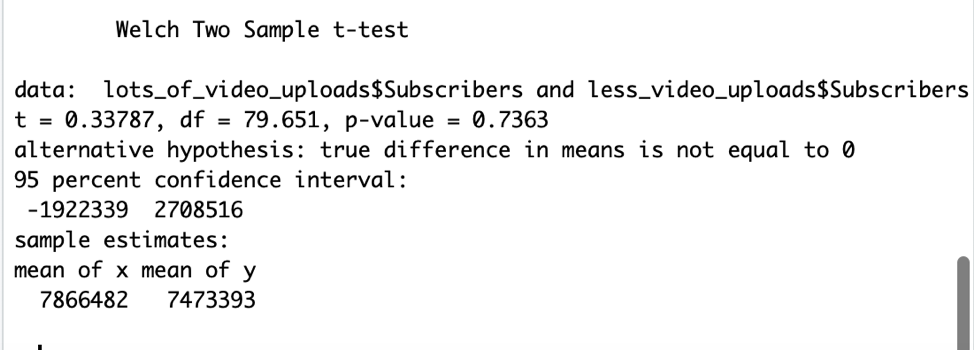 Welch Two Sample t-test
data:  lots_of_video_uploads$Subscribers and less_video_uploads$Subscribers
t = 0.33787, df = 79.651, p-value = 0.7363
alternative hypothesis: true difference in means is not equal to 0
95 percent confidence interval:
-1922339  2708516
sample estimates:
mean of x mean of y
7866482   7473393